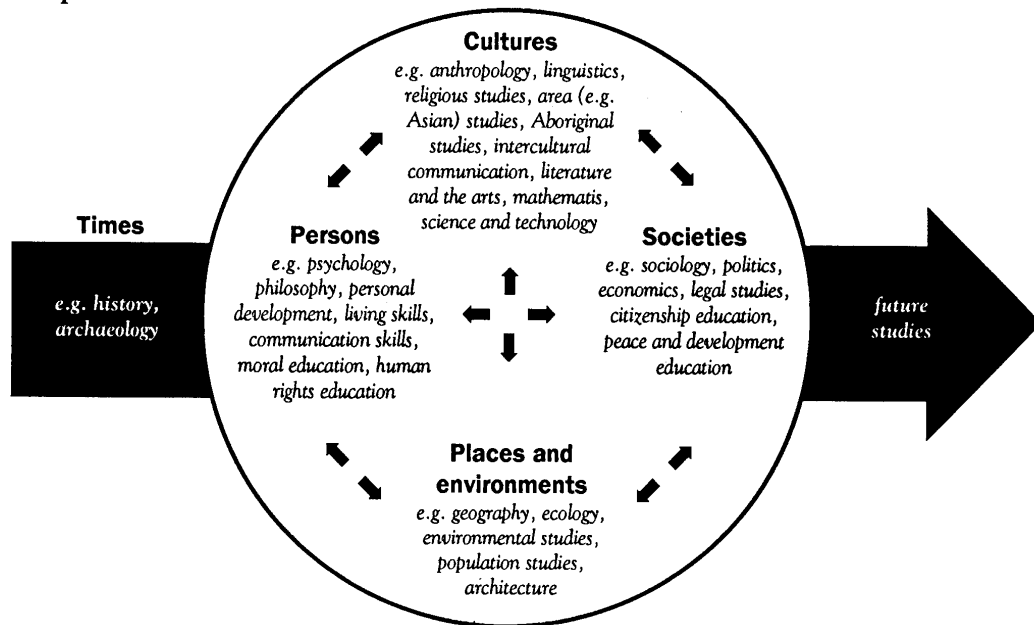 Cultures
e.g. anthropology, linguistics,
religious studies, area (e.g.
Asian) studies, Aboriginal
studies, intercultural
communication, literature
and the arts, mathematis,
science and technology
Times
e.g. history,
archaeology
Persons
e.g. psychology,
philosophy, personal
development, living skills,
communication skills,
moral education, human
rights education
Societies
e.g. sociology, politics,
economics, legal studies,
citizenship education,
peace and development
education
future
studies
Places and
environments
e.g. geography, ecology,
environmental studies,
population studies,
architecture